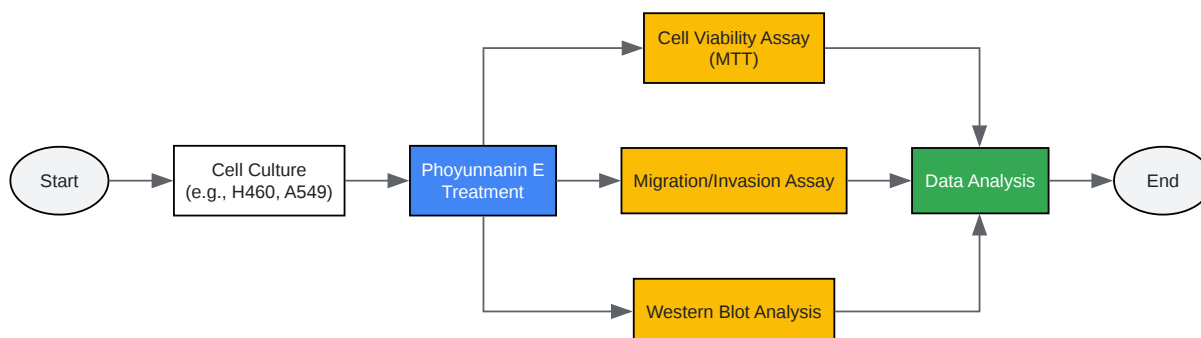 Start
Cell Culture
(e.g., H460, A549)
Phoyunnanin E
Treatment
Cell Viability Assay
(MTT)
Migration/Invasion Assay
Western Blot Analysis
Data Analysis
End